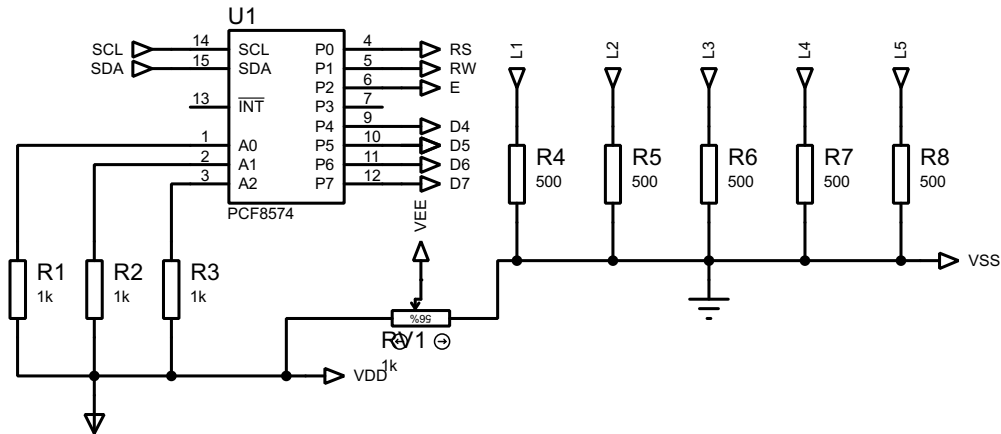 U1
SCL
14
SCL
P0
4
RS
SDA
15
SDA
P1
5
RW
P2
6
E
13
INT
P3
7
P4
9
D4
1
A0
P5
10
D5
2
A1
P6
11
D6
3
A2
P7
12
D7
PCF8574
L1
L2
L3
L4
L5
R4
500
R5
500
R6
500
R7
500
R8
500
VEE
VSS
R1
1k
R2
1k
R3
1k
56%
RV1
1k
VDD